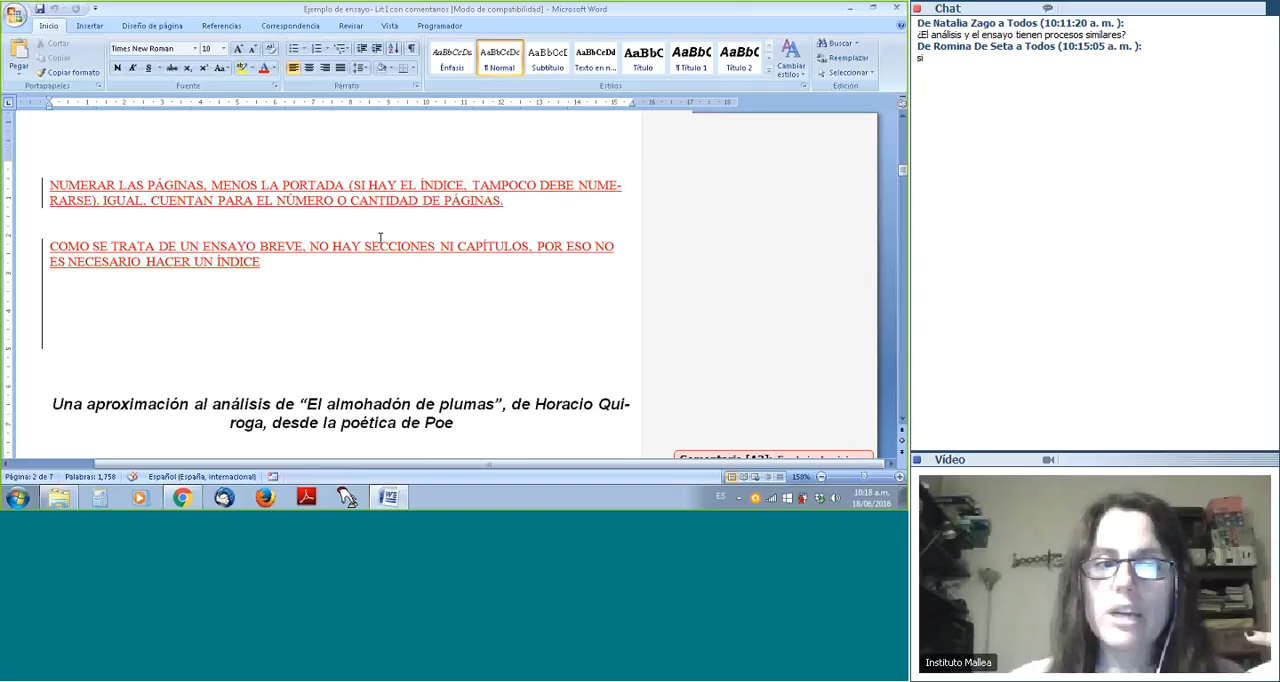 Ejemplo de ensayo- Lit I con comentarios [Modo de compatibilidad] - Microsoft Word
Inicio Insertar Diseño de página Referencias Correspondencia Revisar Vista Programador
Pegar
Cortar
Copiar
Copiar formato
Portapapeles
Times New Roman 10
N K S abc x₂ x² Aa
Fuente
Párrafo
AaBbCcDc AaBbCcDc AaBbCcI AaBbCcDd AaBbC AaBbC AaBbC
Énfasis ¶ Normal Subtítulo Texto en n... Título ¶ Título 1 Título 2
Cambiar estilos
Estilos
Buscar
Reemplazar
Seleccionar
Edición
NUMERAR LAS PÁGINAS, MENOS LA PORTADA (SI HAY EL ÍNDICE, TAMPOCO DEBE NUME-
RARSE). IGUAL, CUENTAN PARA EL NÚMERO O CANTIDAD DE PÁGINAS.
COMO SE TRATA DE UN ENSAYO BREVE, NO HAY SECCIONES NI CAPÍTULOS, POR ESO NO
ES NECESARIO HACER UN ÍNDICE
Una aproximación al análisis de “El almohadón de plumas”, de Horacio Qui-
roga, desde la poética de Poe
Página: 2 de 7 Palabras: 1,758 Español (España, internacional) 150%
ES 10:18 a.m.
18/06/2016
Chat
De Natalia Zago a Todos (10:11:20 a. m. ):
¿El análisis y el ensayo tienen procesos similares?
De Romina De Seta a Todos (10:15:05 a. m. ):
si
Vídeo
Instituto Mallea